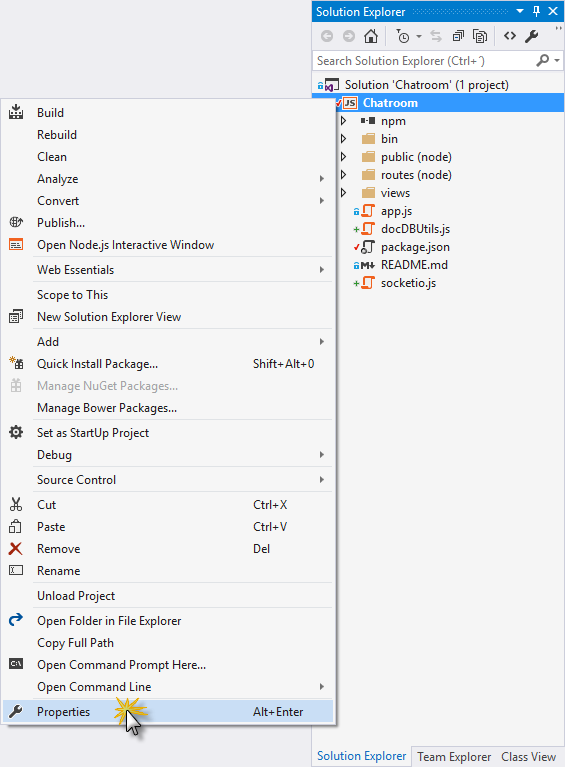 Solution Explorer
Search Solution Explorer (Ctrl+´)
Solution 'Chatroom' (1 project)
JS Chatroom
npm
bin
public (node)
routes (node)
views
app.js
docDBUtils.js
package.json
README.md
socketio.js
Build
Rebuild
Clean
Analyze
Convert
Publish...
Open Node.js Interactive Window
Web Essentials
Scope to This
New Solution Explorer View
Add
Quick Install Package... Shift+Alt+0
Manage NuGet Packages...
Manage Bower Packages...
Set as StartUp Project
Debug
Source Control
Cut Ctrl+X
Paste Ctrl+V
Remove Del
Rename
Unload Project
Open Folder in File Explorer
Copy Full Path
C:\ Open Command Prompt Here...
Open Command Line
Properties Alt+Enter
Solution Explorer Team Explorer Class View